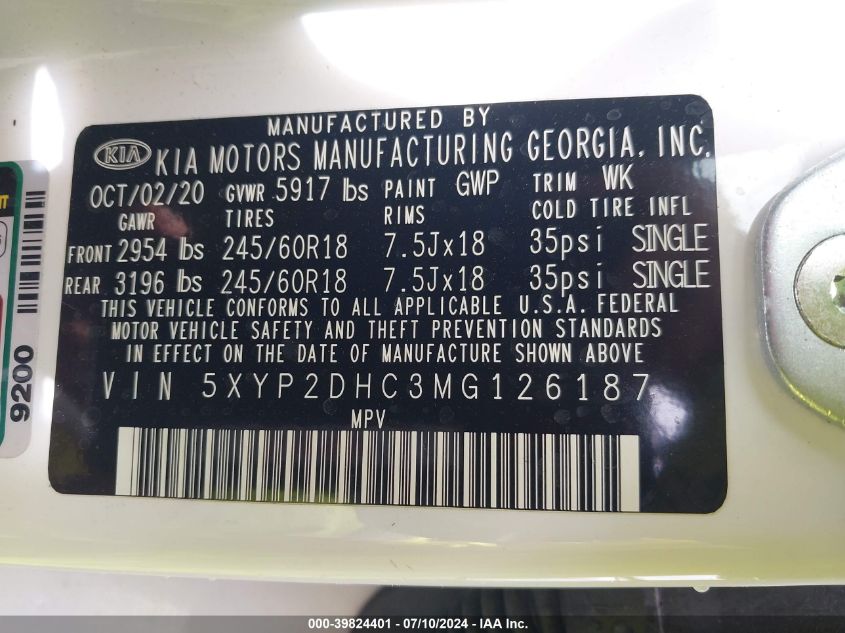 MANUFACTURED BY
KIA KIA MOTORS MANUFACTURING GEORGIA, INC.
OCT/02/20 GVWR 5917 lbs PAINT GWP TRIM WK
GAWR TIRES RIMS COLD TIRE INFL
FRONT 2954 lbs 245/60R18 7.5Jx18 35psi SINGLE
REAR 3196 lbs 245/60R18 7.5Jx18 35psi SINGLE
THIS VEHICLE CONFORMS TO ALL APPLICABLE U.S.A. FEDERAL
MOTOR VEHICLE SAFETY AND THEFT PREVENTION STANDARDS
IN EFFECT ON THE DATE OF MANUFACTURE SHOWN ABOVE
VIN 5XYP2DHC3MG126187
MPV
9200
000-39824401 - 07/10/2024 - IAA Inc.